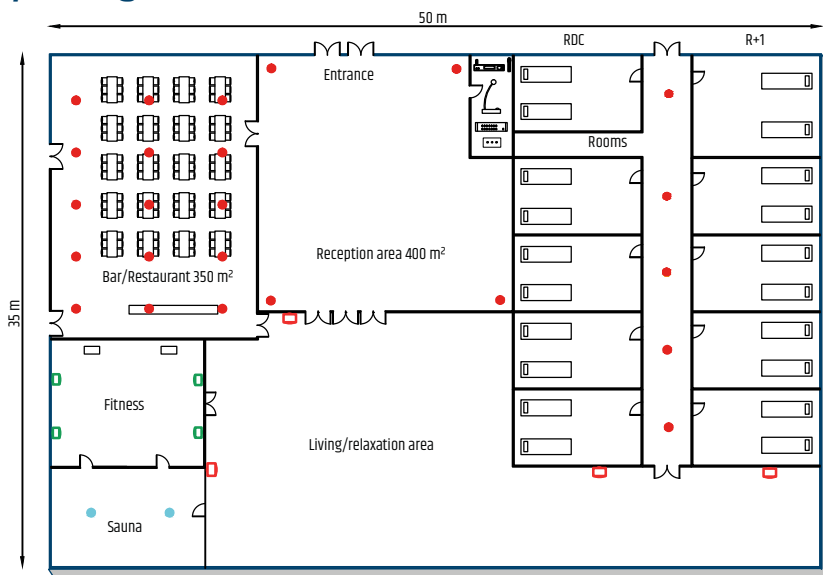 50 m
RDC
R+1
Entrance
Rooms
Reception area 400 m²
Bar/Restaurant 350 m²
35 m
Fitness
Living/relaxation area
Sauna